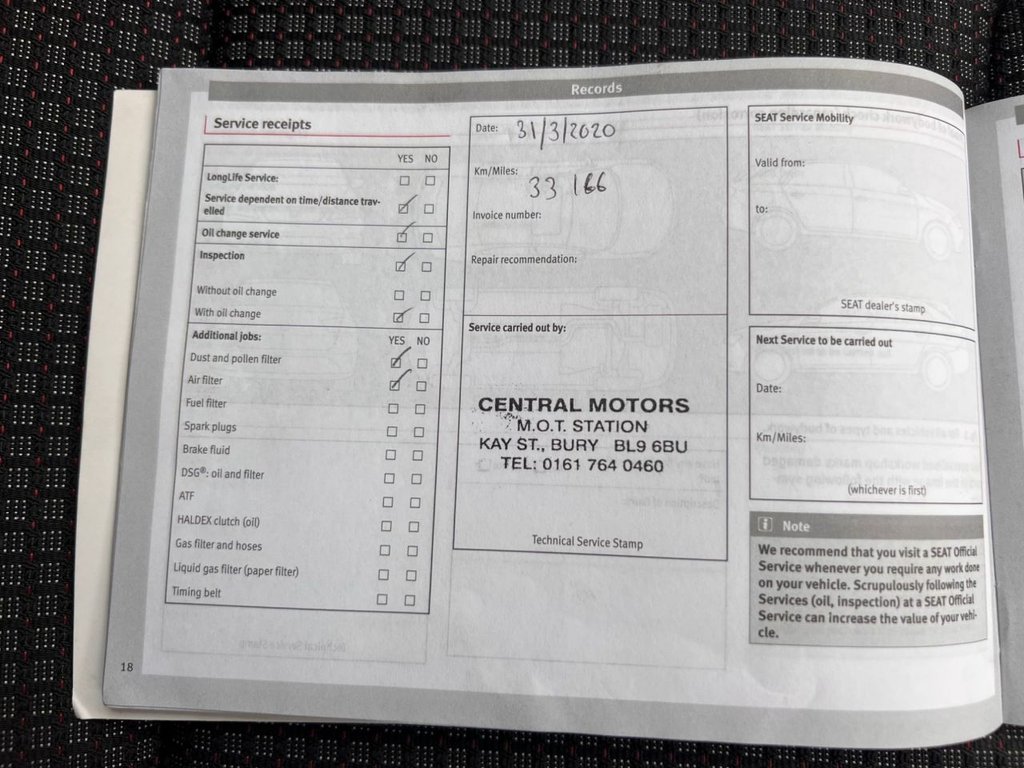 Records
Service receipts
YES NO
LongLife Service:
Service dependent on time/distance trav-
elled
Oil change service
Inspection
Without oil change
With oil change
Additional jobs: YES NO
Dust and pollen filter
Air filter
Fuel filter
Spark plugs
Brake fluid
DSG®: oil and filter
ATF
HALDEX clutch (oil)
Gas filter and hoses
Liquid gas filter (paper filter)
Timing belt
18
Date: 31/3/2020
Km/Miles: 33 166
Invoice number:
Repair recommendation:
Service carried out by:
CENTRAL MOTORS
M.O.T. STATION
KAY ST., BURY BL9 6BU
TEL: 0161 764 0460
Technical Service Stamp
SEAT Service Mobility
Valid from:
to:
SEAT dealer's stamp
Next Service to be carried out
Date:
Km/Miles:
(whichever is first)
i Note
We recommend that you visit a SEAT Official
Service whenever you require any work done
on your vehicle. Scrupulously following the
Services (oil, inspection) at a SEAT Official
Service can increase the value of your vehi-
cle.